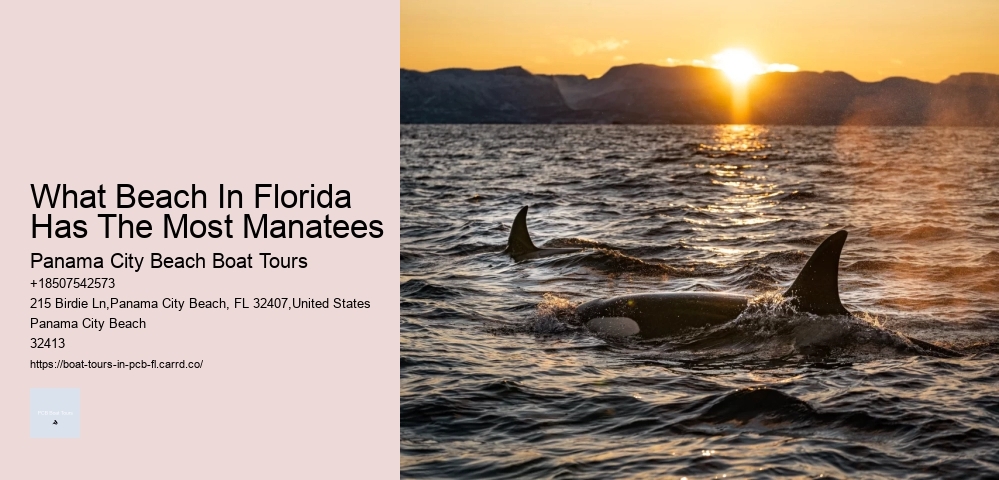 What Beach In Florida
Has The Most Manatees
Panama City Beach Boat Tours
+18507542573
215 Birdie Ln,Panama City Beach, FL 32407,United States
Panama City Beach
32413
https://boat-tours-in-pcb-fl.carrd.co/